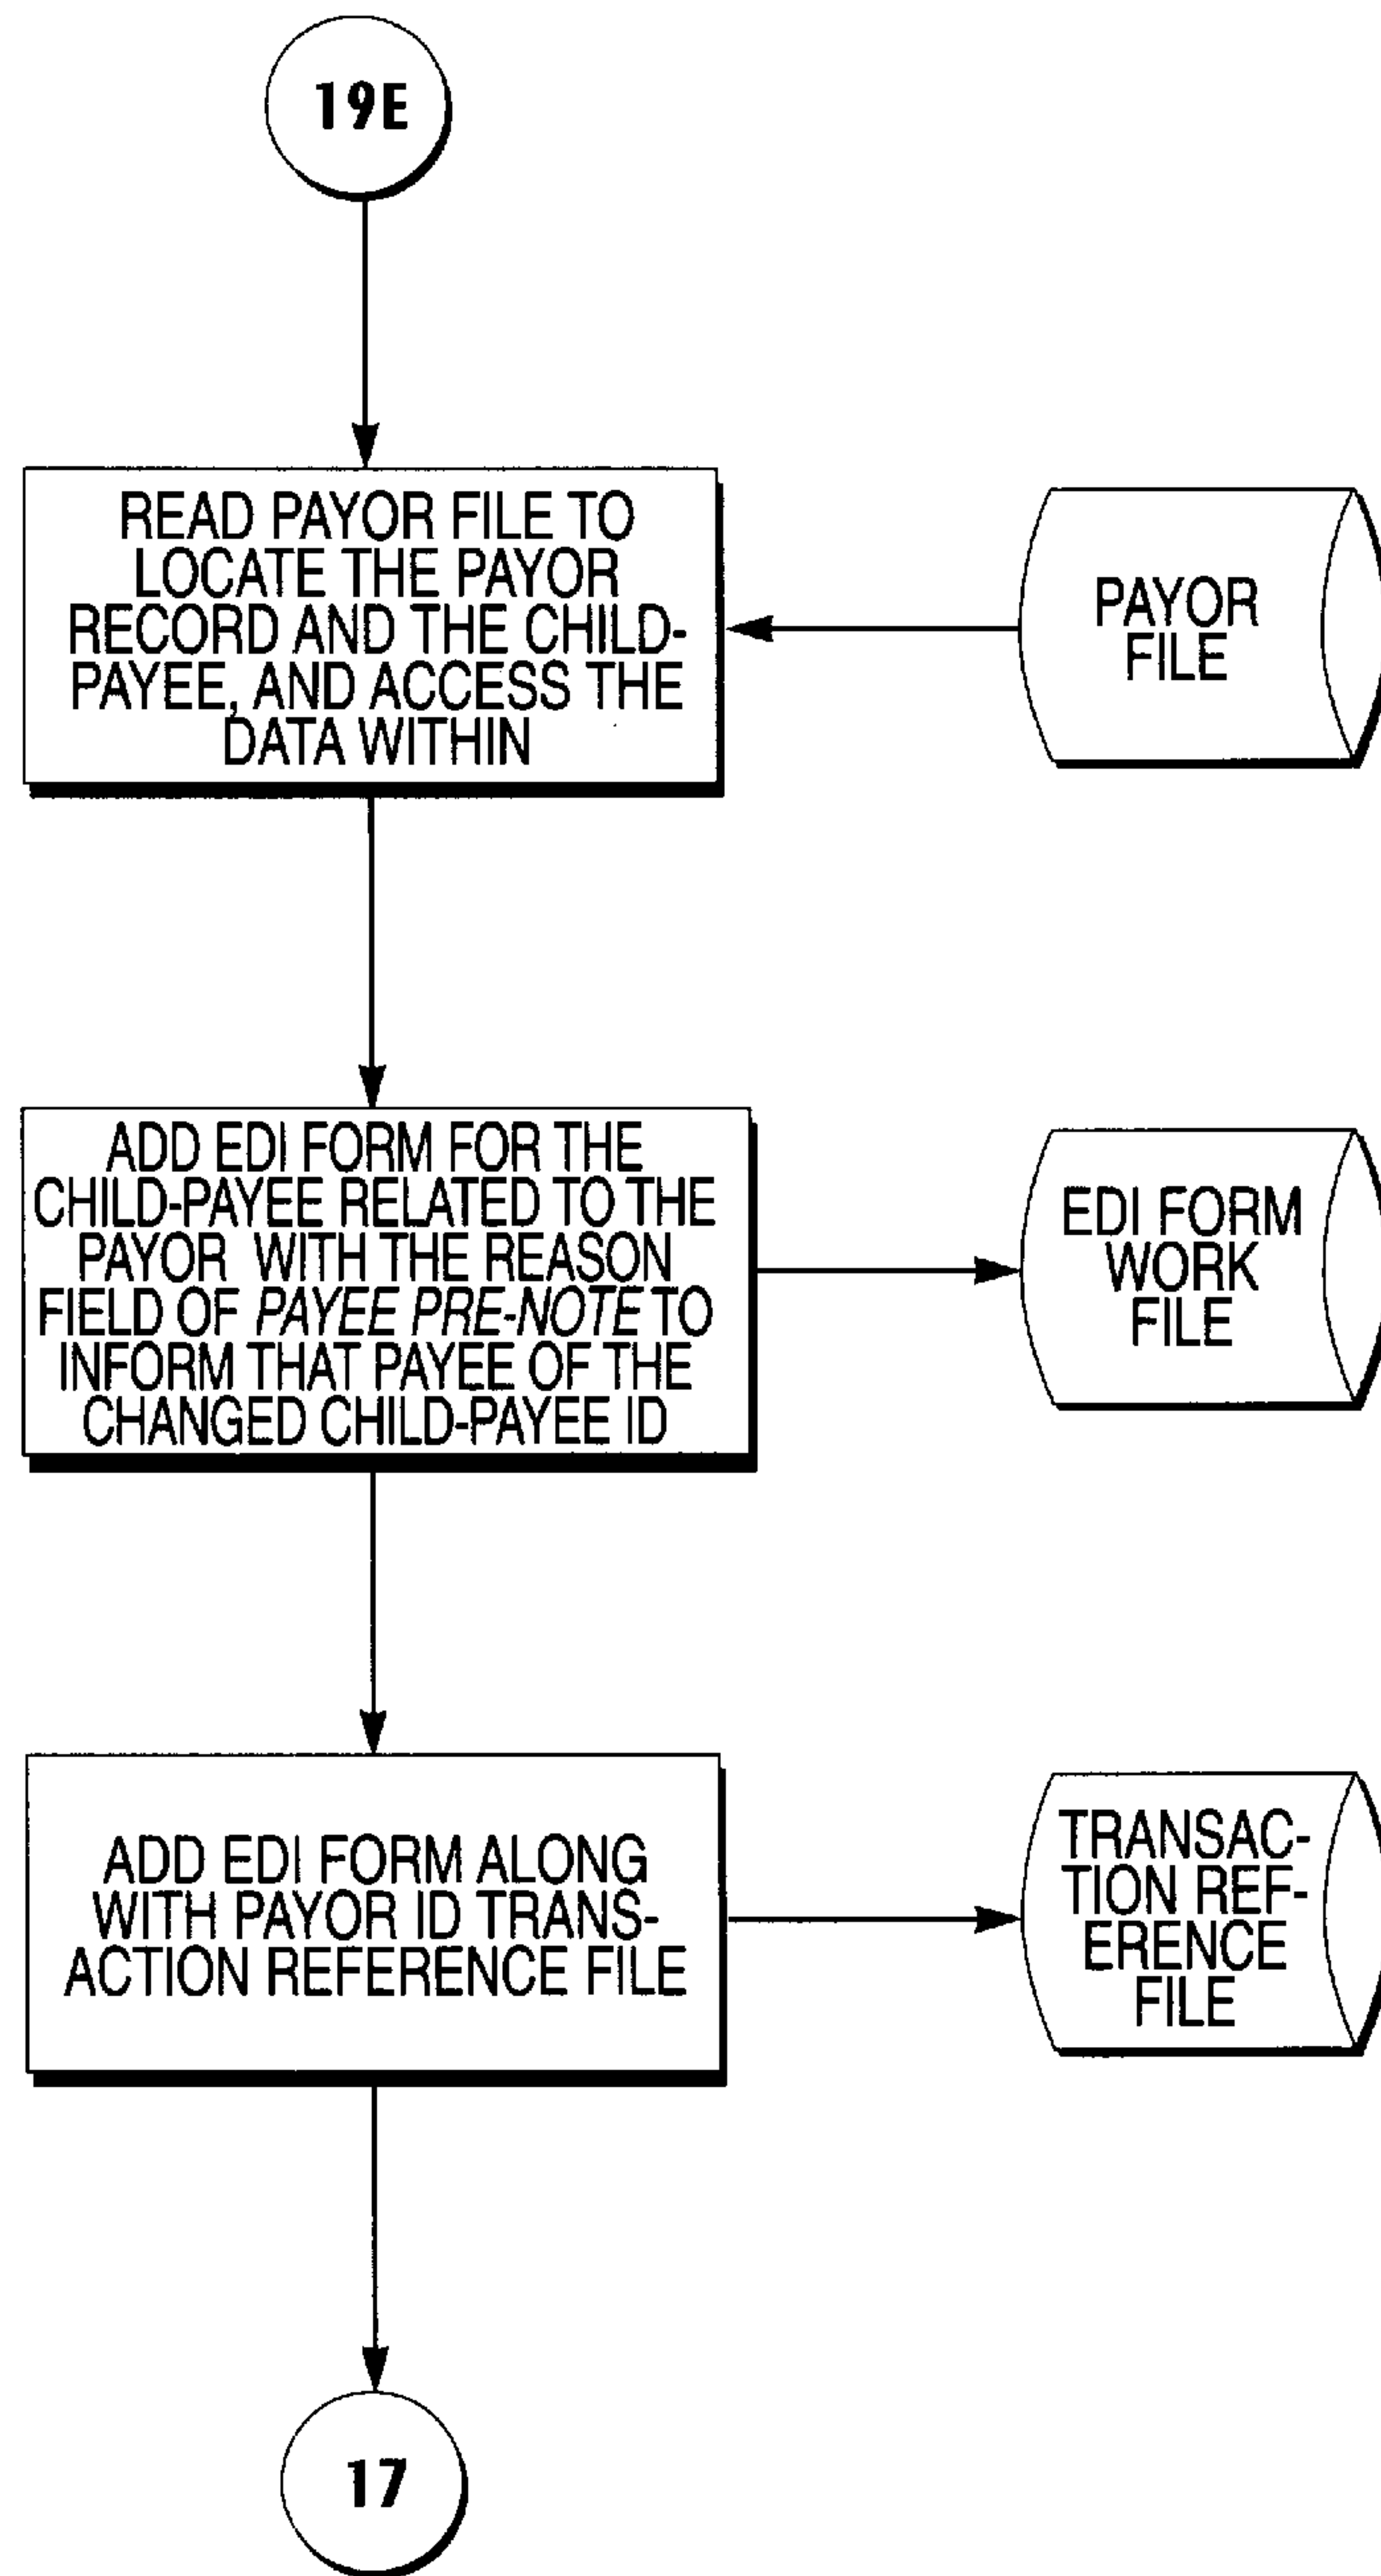 19E
READ PAYOR FILE TO
LOCATE THE PAYOR
RECORD AND THE CHILD-
PAYEE, AND ACCESS THE
DATA WITHIN
PAYOR
FILE
ADD EDI FORM FOR THE
CHILD-PAYEE RELATED TO THE
PAYOR WITH THE REASON
FIELD OF PAYEE PRE-NOTE TO
INFORM THAT PAYEE OF THE
CHANGED CHILD-PAYEE ID
EDI FORM
WORK
FILE
ADD EDI FORM ALONG
WITH PAYOR ID TRANS-
ACTION REFERENCE FILE
TRANSAC-
TION REF-
ERENCE
FILE
17